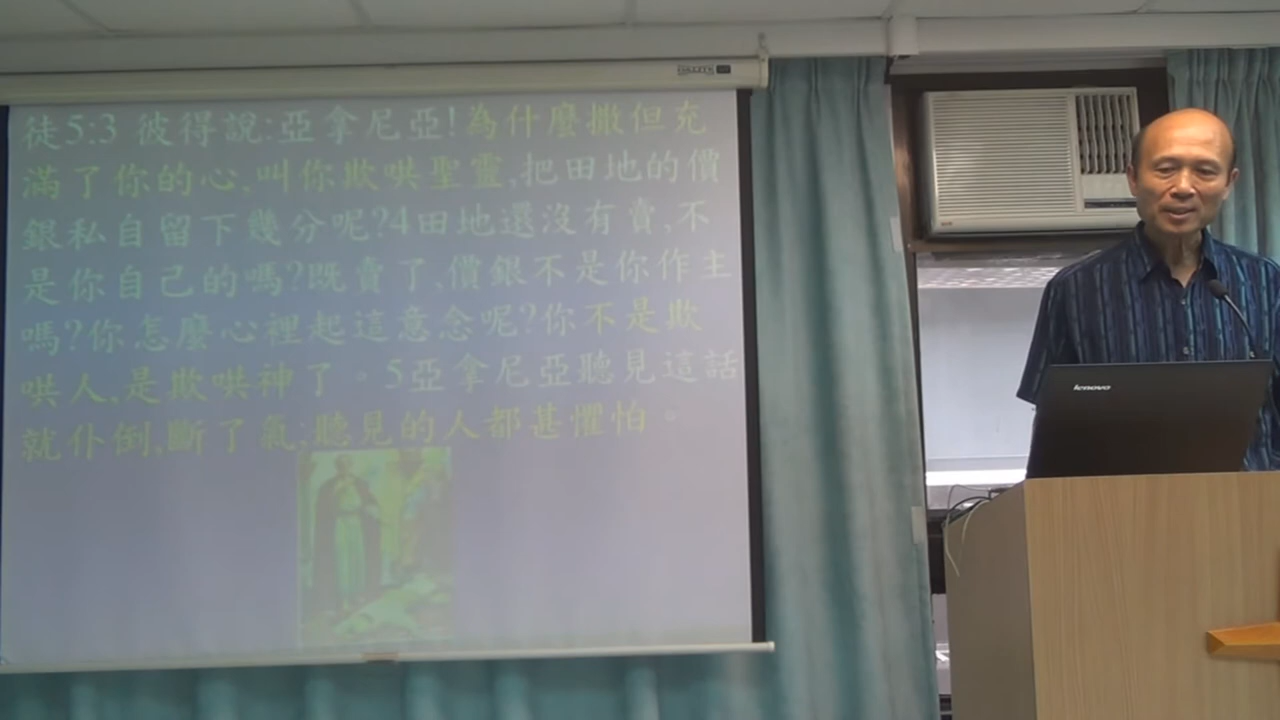 徒5:3 彼得說:亞拿尼亞!為什麼撒但充
滿了你的心,叫你欺哄聖靈,把田地的價
銀私自留下幾分呢?4田地還沒有賣,不
是你自己的嗎?既賣了,價銀不是你作主
嗎?你怎麼心裡起這意念呢?你不是欺
哄人,是欺哄神了。5亞拿尼亞聽見這話
就仆倒,斷了氣;聽見的人都甚懼怕。
lenovo